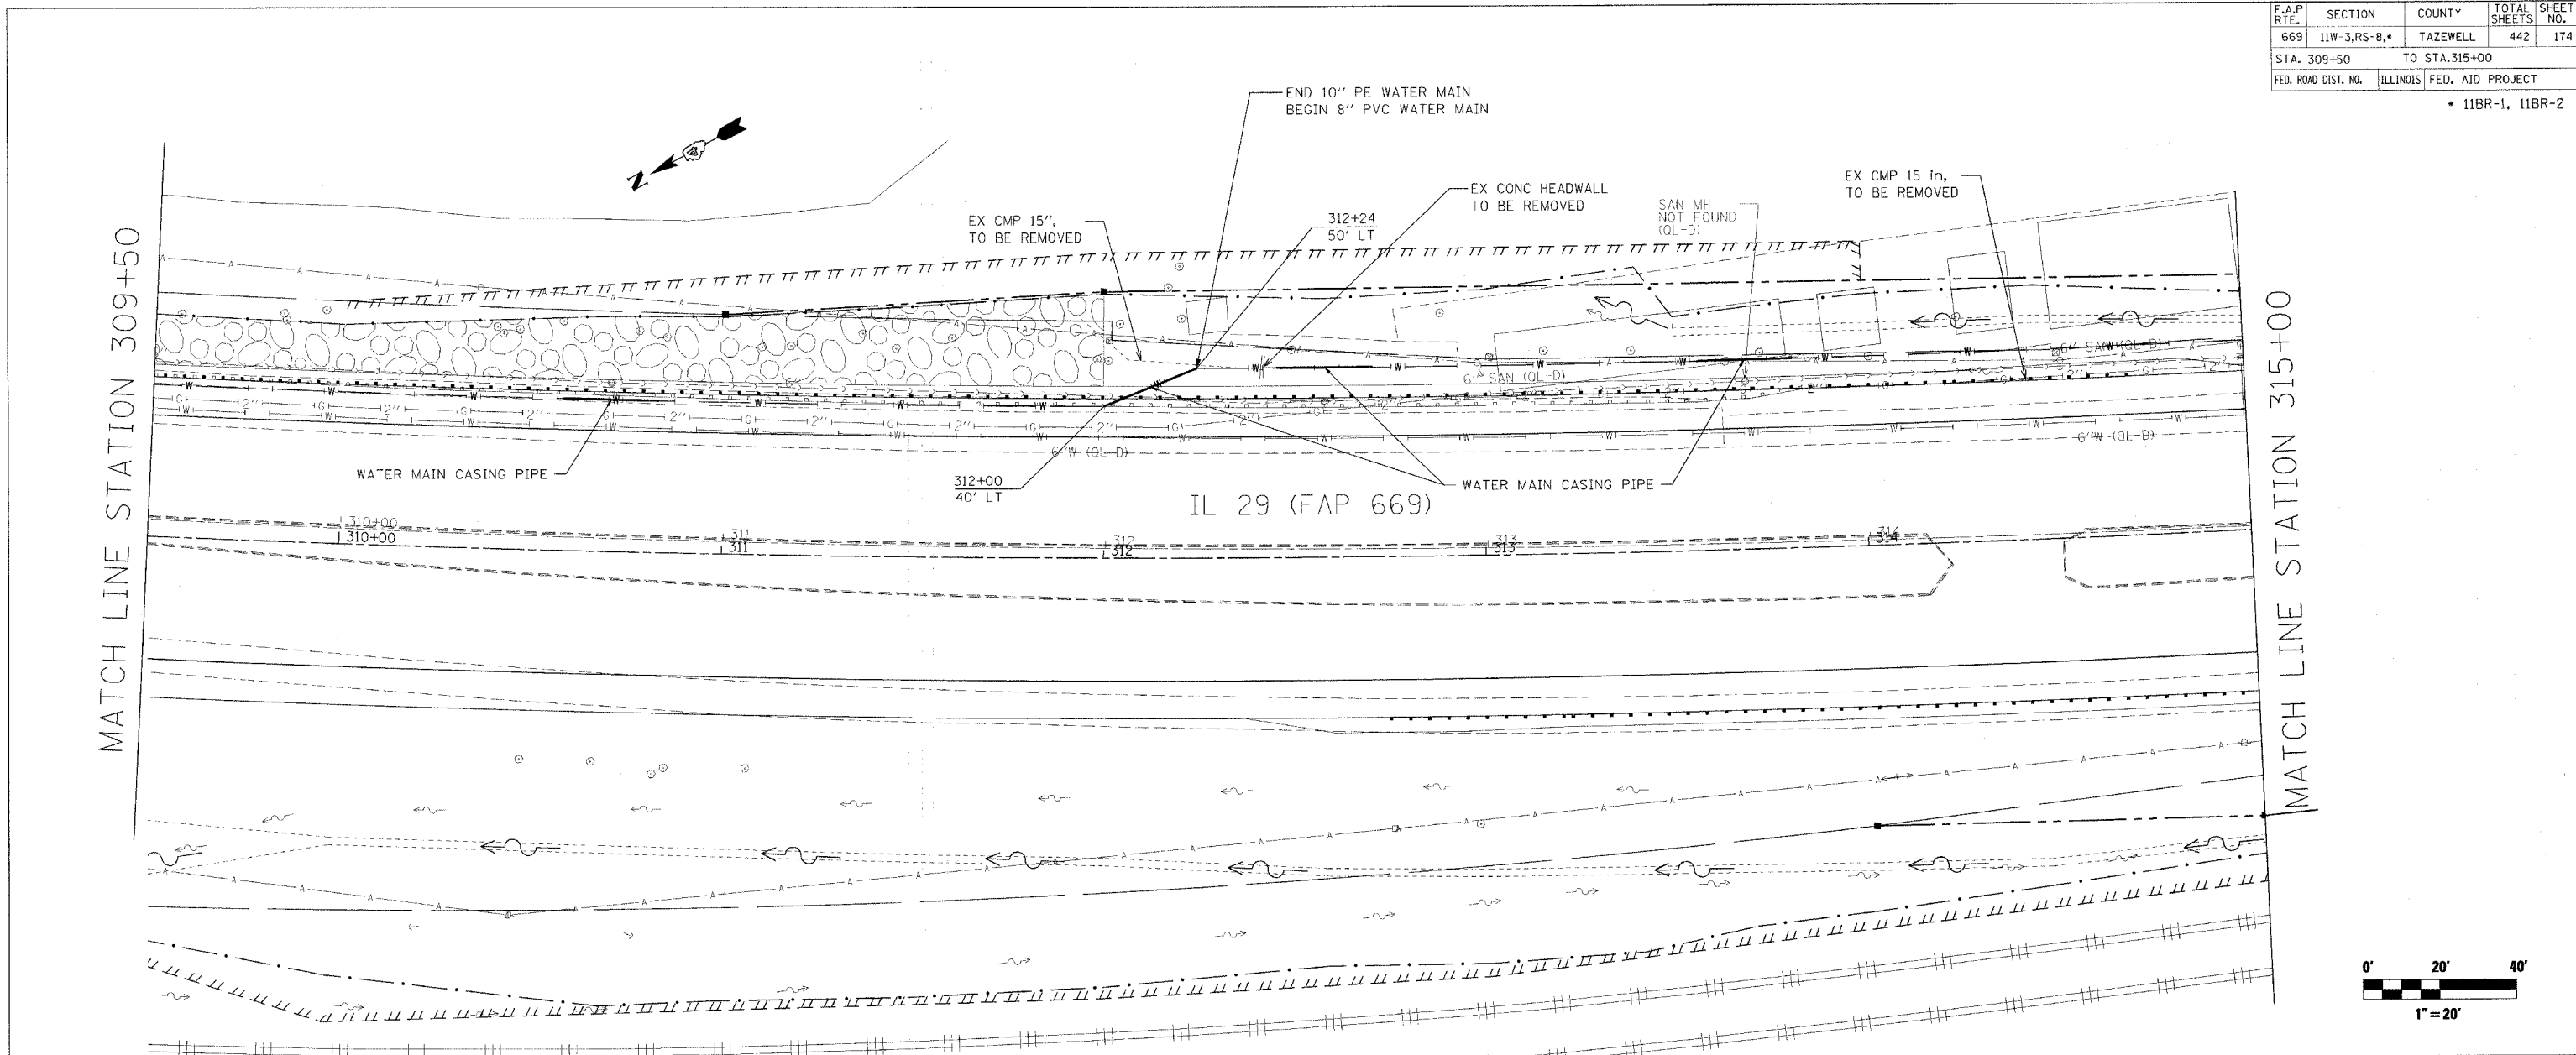 F.A.P RTE. SECTION COUNTY TOTAL SHEETS SHEET NO.
669 11W-3,RS-8,* TAZEWELL 442 174
STA. 309+50 TO STA.315+00
FED. ROAD DIST. NO. ILLINOIS FED. AID PROJECT
* 11BR-1, 11BR-2
END 10'' PE WATER MAIN
BEGIN 8'' PVC WATER MAIN
N
EX CONC HEADWALL
TO BE REMOVED
EX CMP 15 in,
TO BE REMOVED
SAN MH
NOT FOUND
(QL-D)
EX CMP 15'',
TO BE REMOVED
312+24
50' LT
MATCH LINE STATION 309+50
MATCH LINE STATION 315+00
6'' SAN (QL-D)
6'' SAN (QL-D)
6''W (QL-D)
6''W (QL-D)
WATER MAIN CASING PIPE
312+00
40' LT
WATER MAIN CASING PIPE
IL 29 (FAP 669)
310+00 311 312 313 314
310+00 311 312 313 314
0' 20' 40'
1"=20'